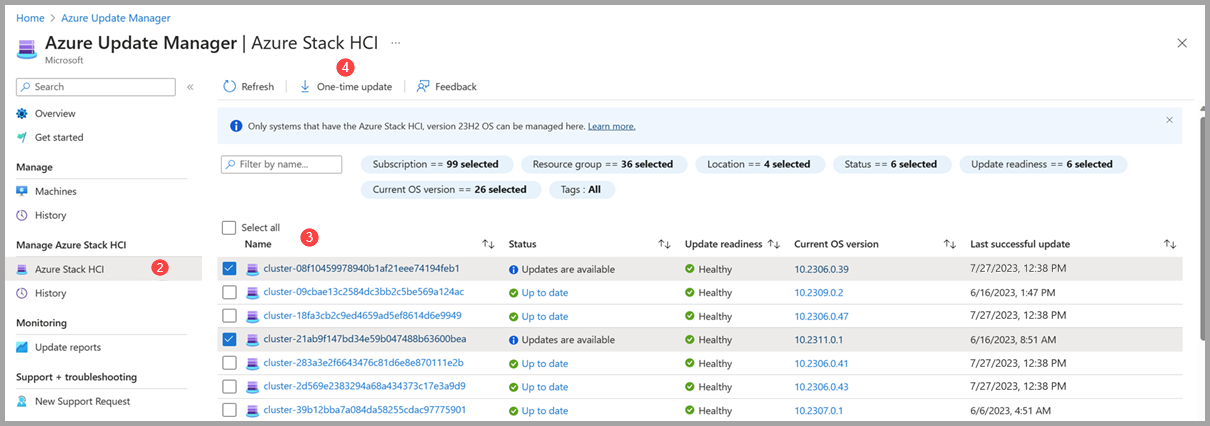 Home > Azure Update Manager
Azure Update Manager | Azure Stack HCI ...
Microsoft
4
Search «
Refresh One-time update Feedback
Overview
Get started
Only systems that have the Azure Stack HCI, version 23H2 OS can be managed here. Learn more.
Filter by name... Subscription == 99 selected Resource group == 36 selected Location == 4 selected Status == 6 selected Update readiness == 6 selected
Current OS version == 26 selected Tags : All
Manage
Machines
History
Manage Azure Stack HCI
Azure Stack HCI 2
History
Monitoring
Update reports
Support + troubleshooting
New Support Request
Select all
Name 3 Status Update readiness Current OS version Last successful update
cluster-08f10459978940b1af21eee74194feb1 Updates are available Healthy 10.2306.0.39 7/27/2023, 12:38 PM
cluster-09cbae13c2584dc3bb2c5be569a124ac Up to date Healthy 10.2309.0.2 6/16/2023, 1:47 PM
cluster-18fa3cb2c9ed4659ad5ef8614d6e9949 Up to date Healthy 10.2306.0.47 7/27/2023, 12:38 PM
cluster-21ab9f147bd34e59b047488b63600bea Updates are available Healthy 10.2311.0.1 6/16/2023, 8:51 AM
cluster-283a3e2f6643476c81d6e8e870111e2b Up to date Healthy 10.2306.0.41 7/27/2023, 12:38 PM
cluster-2d569e2383294a68a434373c17e3a9d9 Up to date Healthy 10.2306.0.43 7/27/2023, 12:38 PM
cluster-39b12bba7a084da58255cdac97775901 Up to date Healthy 10.2307.0.1 6/6/2023, 4:51 AM